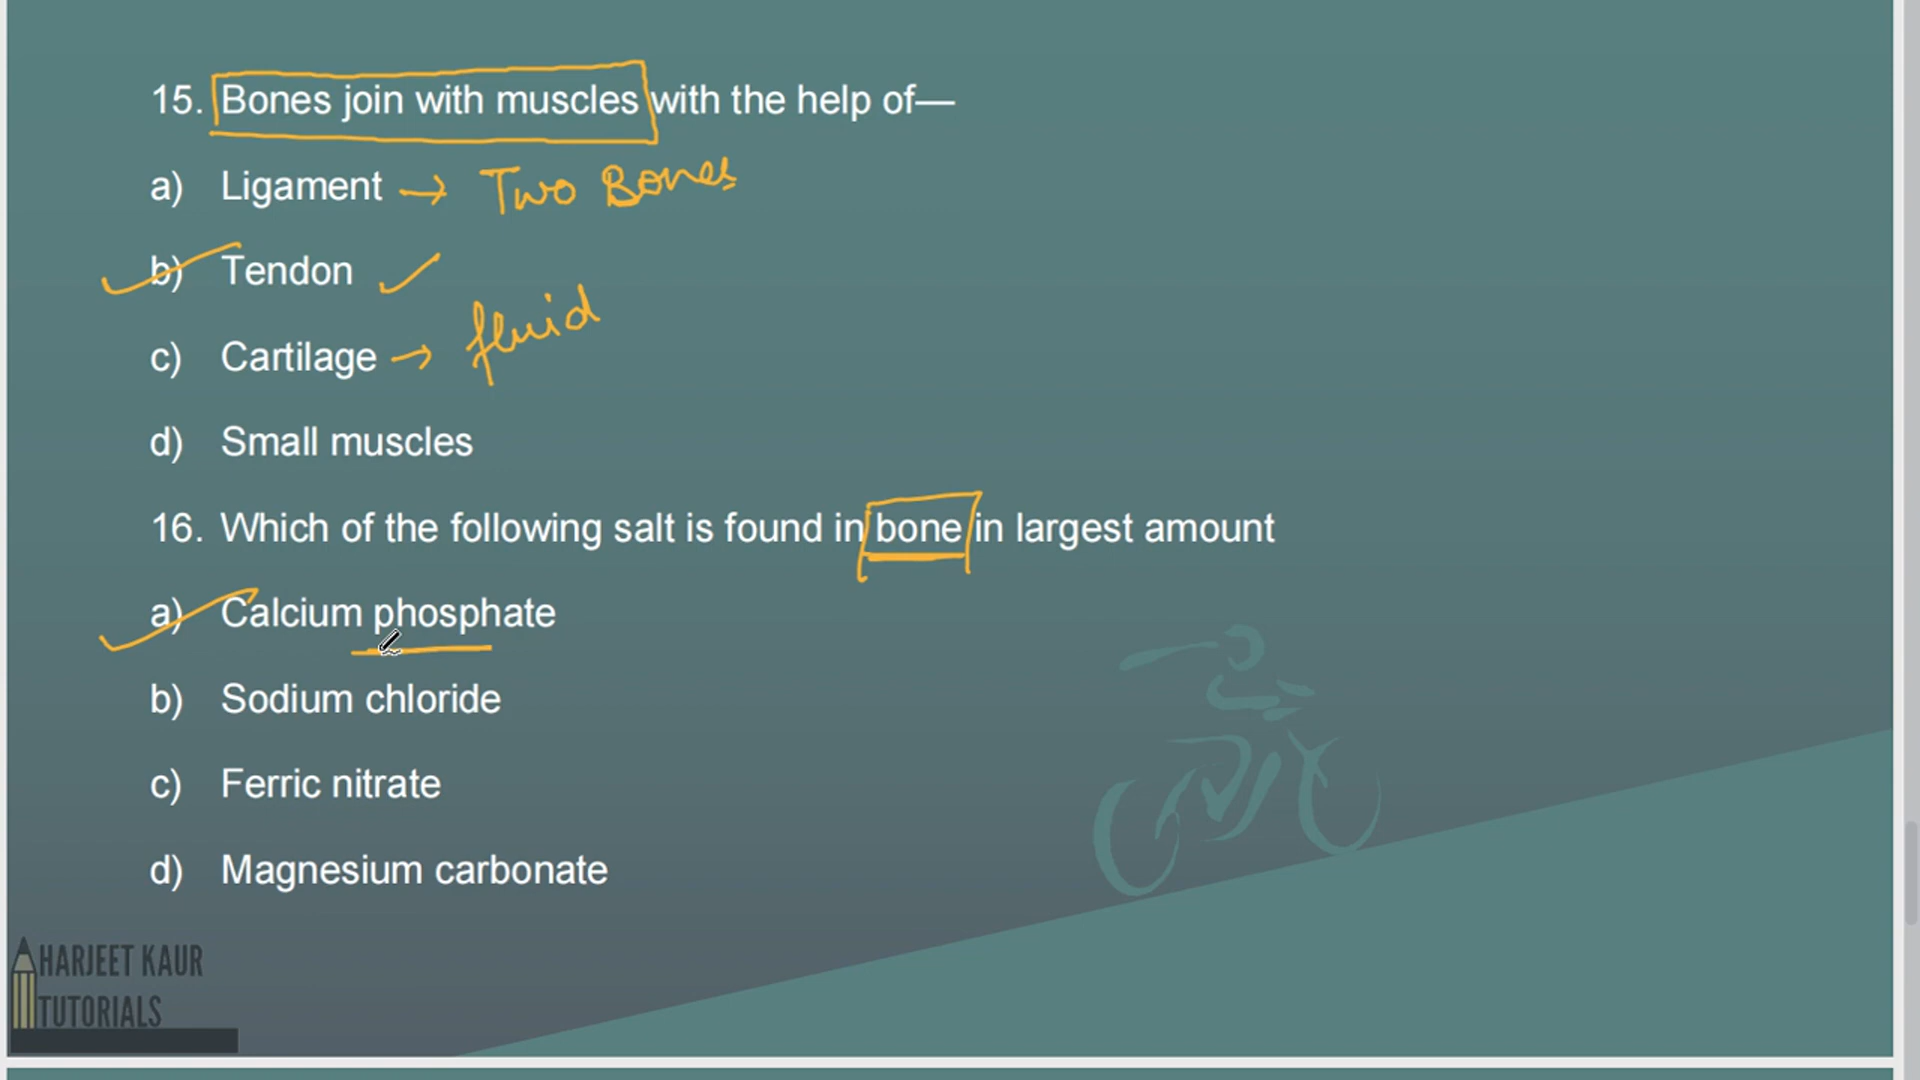 15. Bones join with muscles with the help of—
a) Ligament → Two Bones
b) Tendon ✓
c) Cartilage → fluid
d) Small muscles
16. Which of the following salt is found in bone in largest amount
a) Calcium phosphate
b) Sodium chloride
c) Ferric nitrate
d) Magnesium carbonate
HARJEET KAUR
TUTORIALS